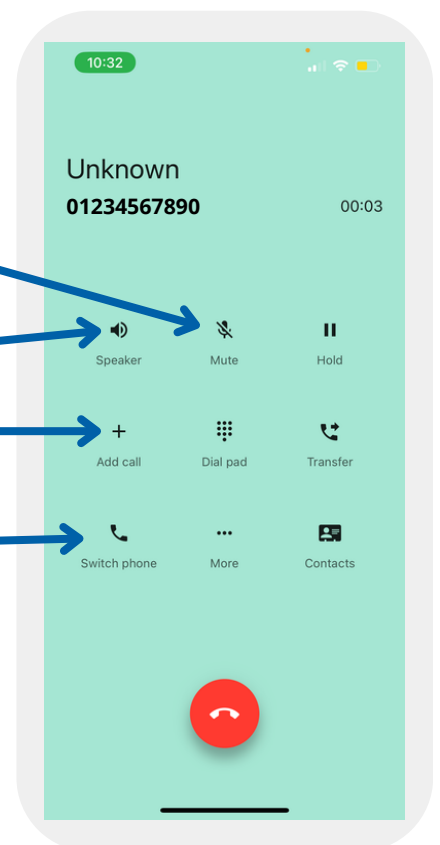 10:32
Unknown
01234567890 00:03
Speaker Mute Hold
Add call Dial pad Transfer
Switch phone More Contacts